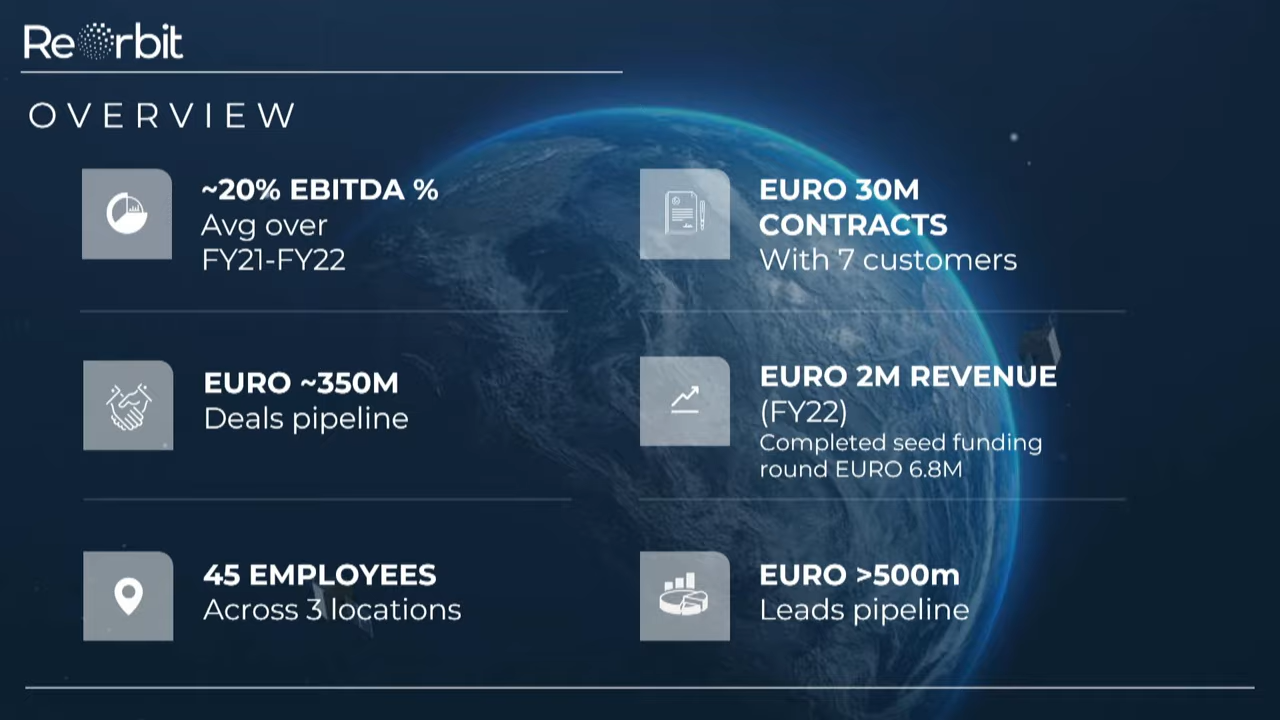 ReOrbit
OVERVIEW
~20% EBITDA %
Avg over
FY21-FY22
EURO 30M
CONTRACTS
With 7 customers
EURO ~350M
Deals pipeline
EURO 2M REVENUE
(FY22)
Completed seed funding
round EURO 6.8M
45 EMPLOYEES
Across 3 locations
EURO >500m
Leads pipeline